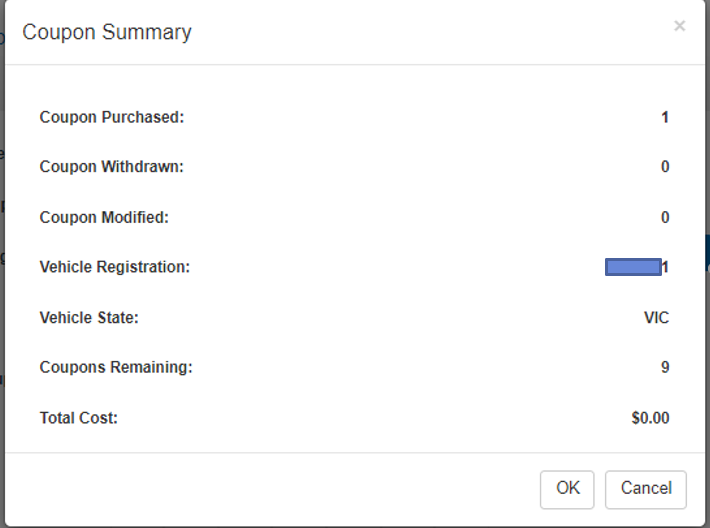 Coupon Summary ×
Coupon Purchased: 1
Coupon Withdrawn: 0
Coupon Modified: 0
Vehicle Registration: 1
Vehicle State: VIC
Coupons Remaining: 9
Total Cost: $0.00
OK Cancel